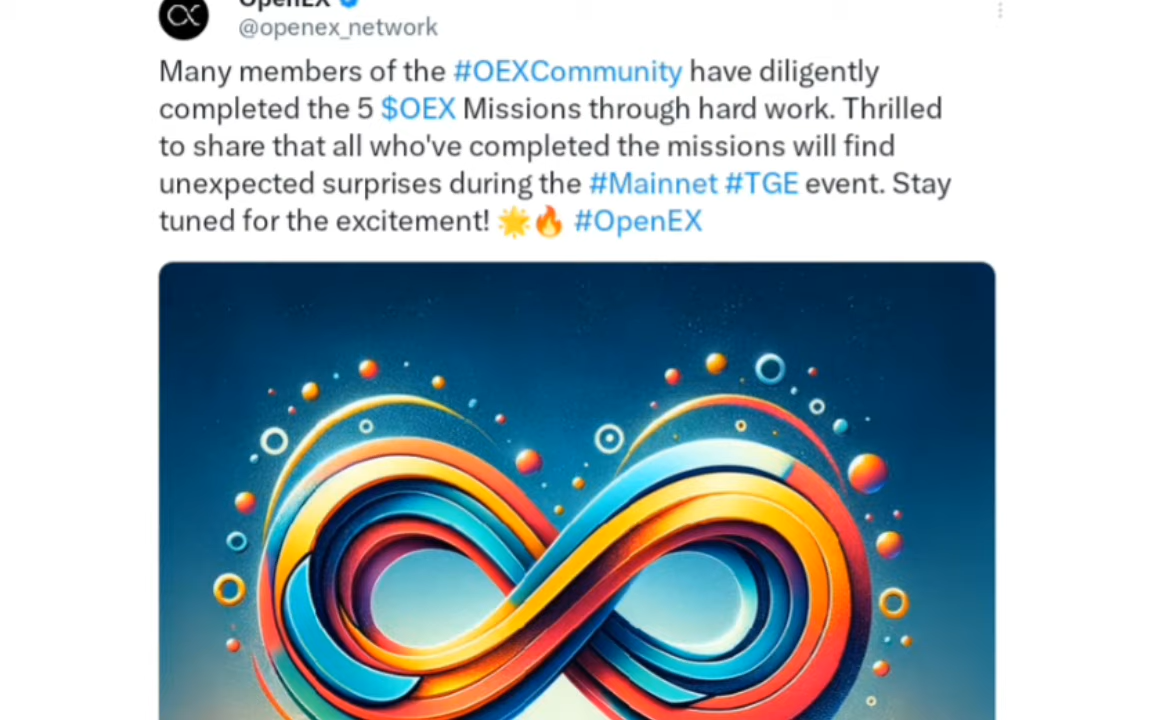 OpenEX
@openex_network
Many members of the #OEXCommunity have diligently
completed the 5 $OEX Missions through hard work. Thrilled
to share that all who've completed the missions will find
unexpected surprises during the #Mainnet #TGE event. Stay
tuned for the excitement! 🌟🔥 #OpenEX